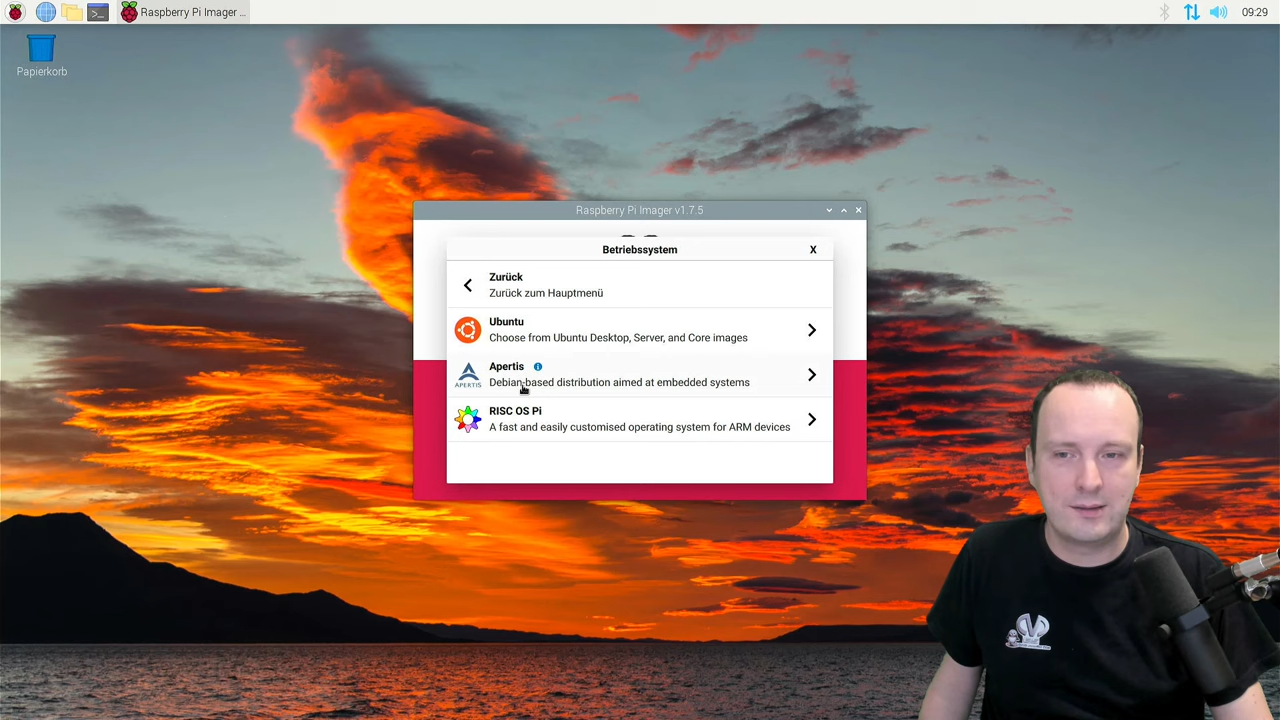 Raspberry Pi Imager ...
09:29
Papierkorb
Raspberry Pi Imager v1.7.5
Betriebssystem
X
Zurück
Zurück zum Hauptmenü
Ubuntu
Choose from Ubuntu Desktop, Server, and Core images
Apertis
APERTIS
Debian-based distribution aimed at embedded systems
RISC OS Pi
A fast and easily customised operating system for ARM devices